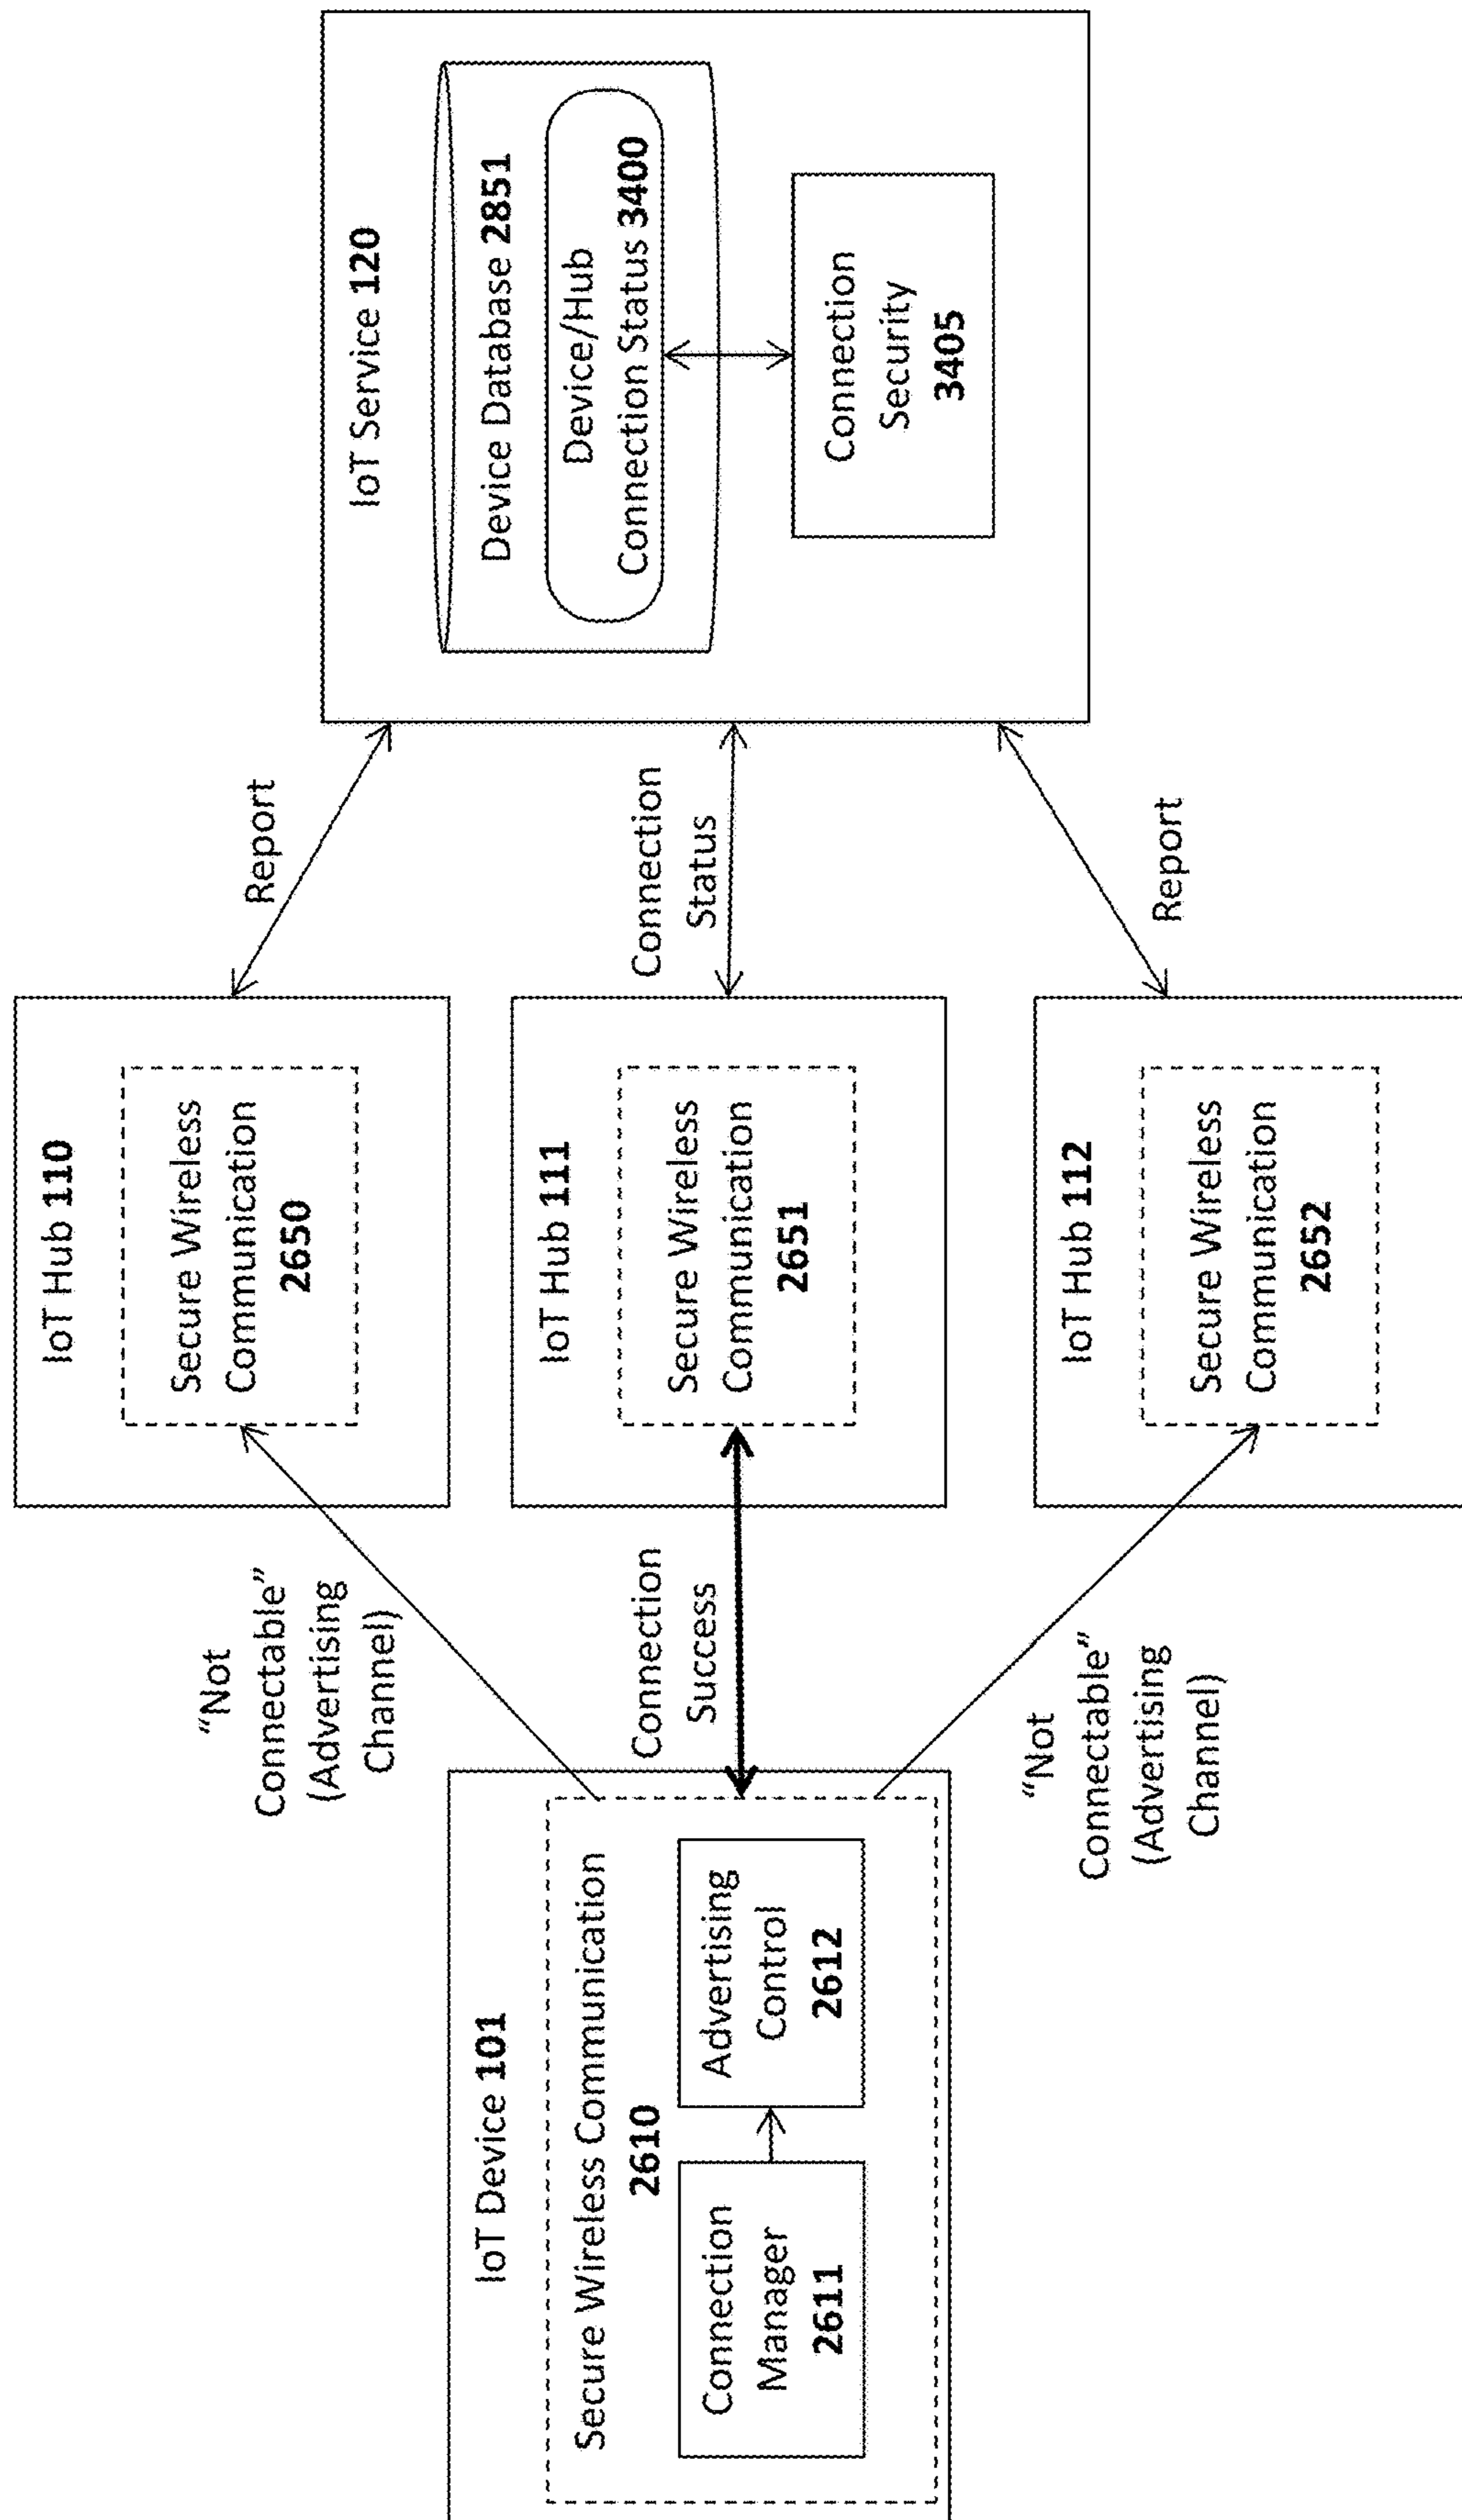 IoT Device 101
Secure Wireless Communication
2610
Connection
Manager
2611
Advertising
Control
2612
“Not
Connectable”
(Advertising
Channel)
Connection
Success
“Not
Connectable”
(Advertising
Channel)
IoT Hub 110
Secure Wireless
Communication
2650
IoT Hub 111
Secure Wireless
Communication
2651
IoT Hub 112
Secure Wireless
Communication
2652
Report
Connection
Status
Report
IoT Service 120
Device Database 2851
Device/Hub
Connection Status 3400
Connection
Security
3405